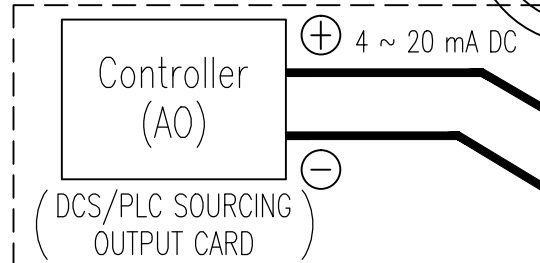 ⊕ 4 ~ 20 mA DC
Controller
(AO)
⊖
(DCS/PLC SOURCING
OUTPUT CARD)